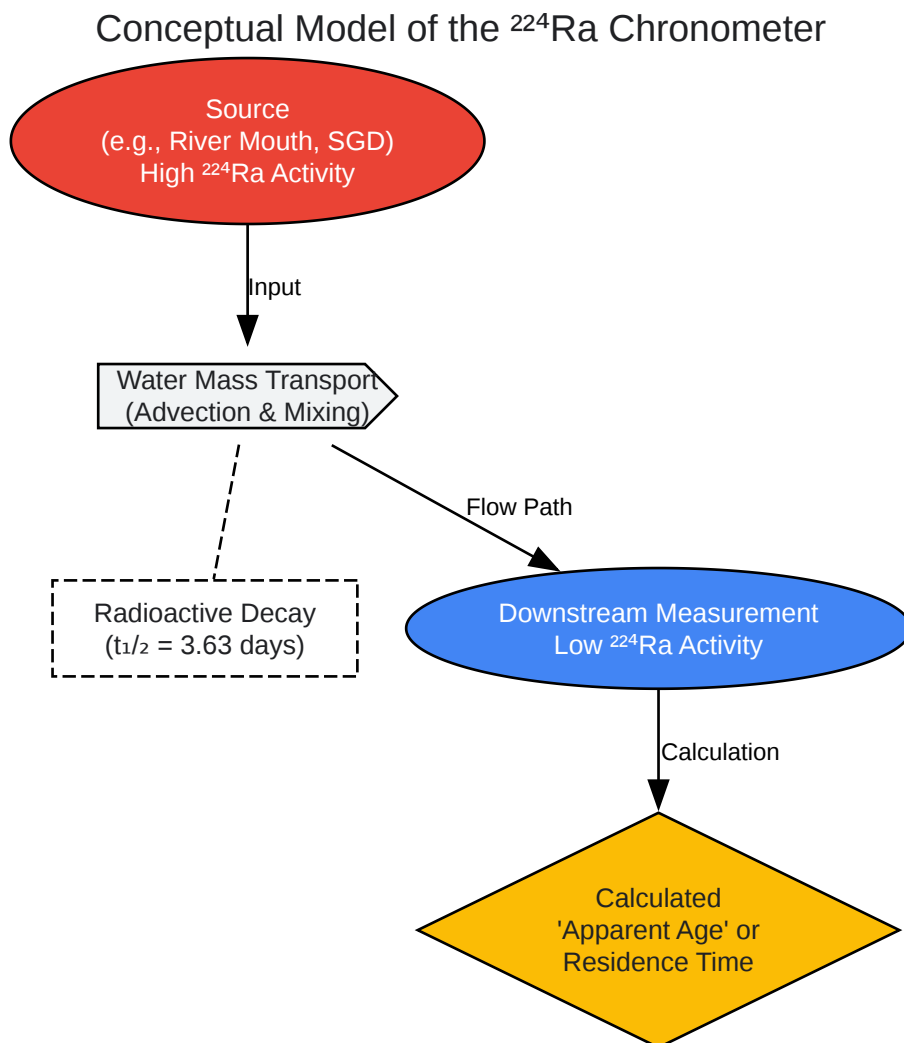 Conceptual Model of the ²²⁴Ra Chronometer
Source
(e.g., River Mouth, SGD)
High ²²⁴Ra Activity
Input
Water Mass Transport
(Advection & Mixing)
Flow Path
Radioactive Decay
(t₁/₂ = 3.63 days)
Downstream Measurement
Low ²²⁴Ra Activity
Calculation
Calculated
'Apparent Age' or
Residence Time